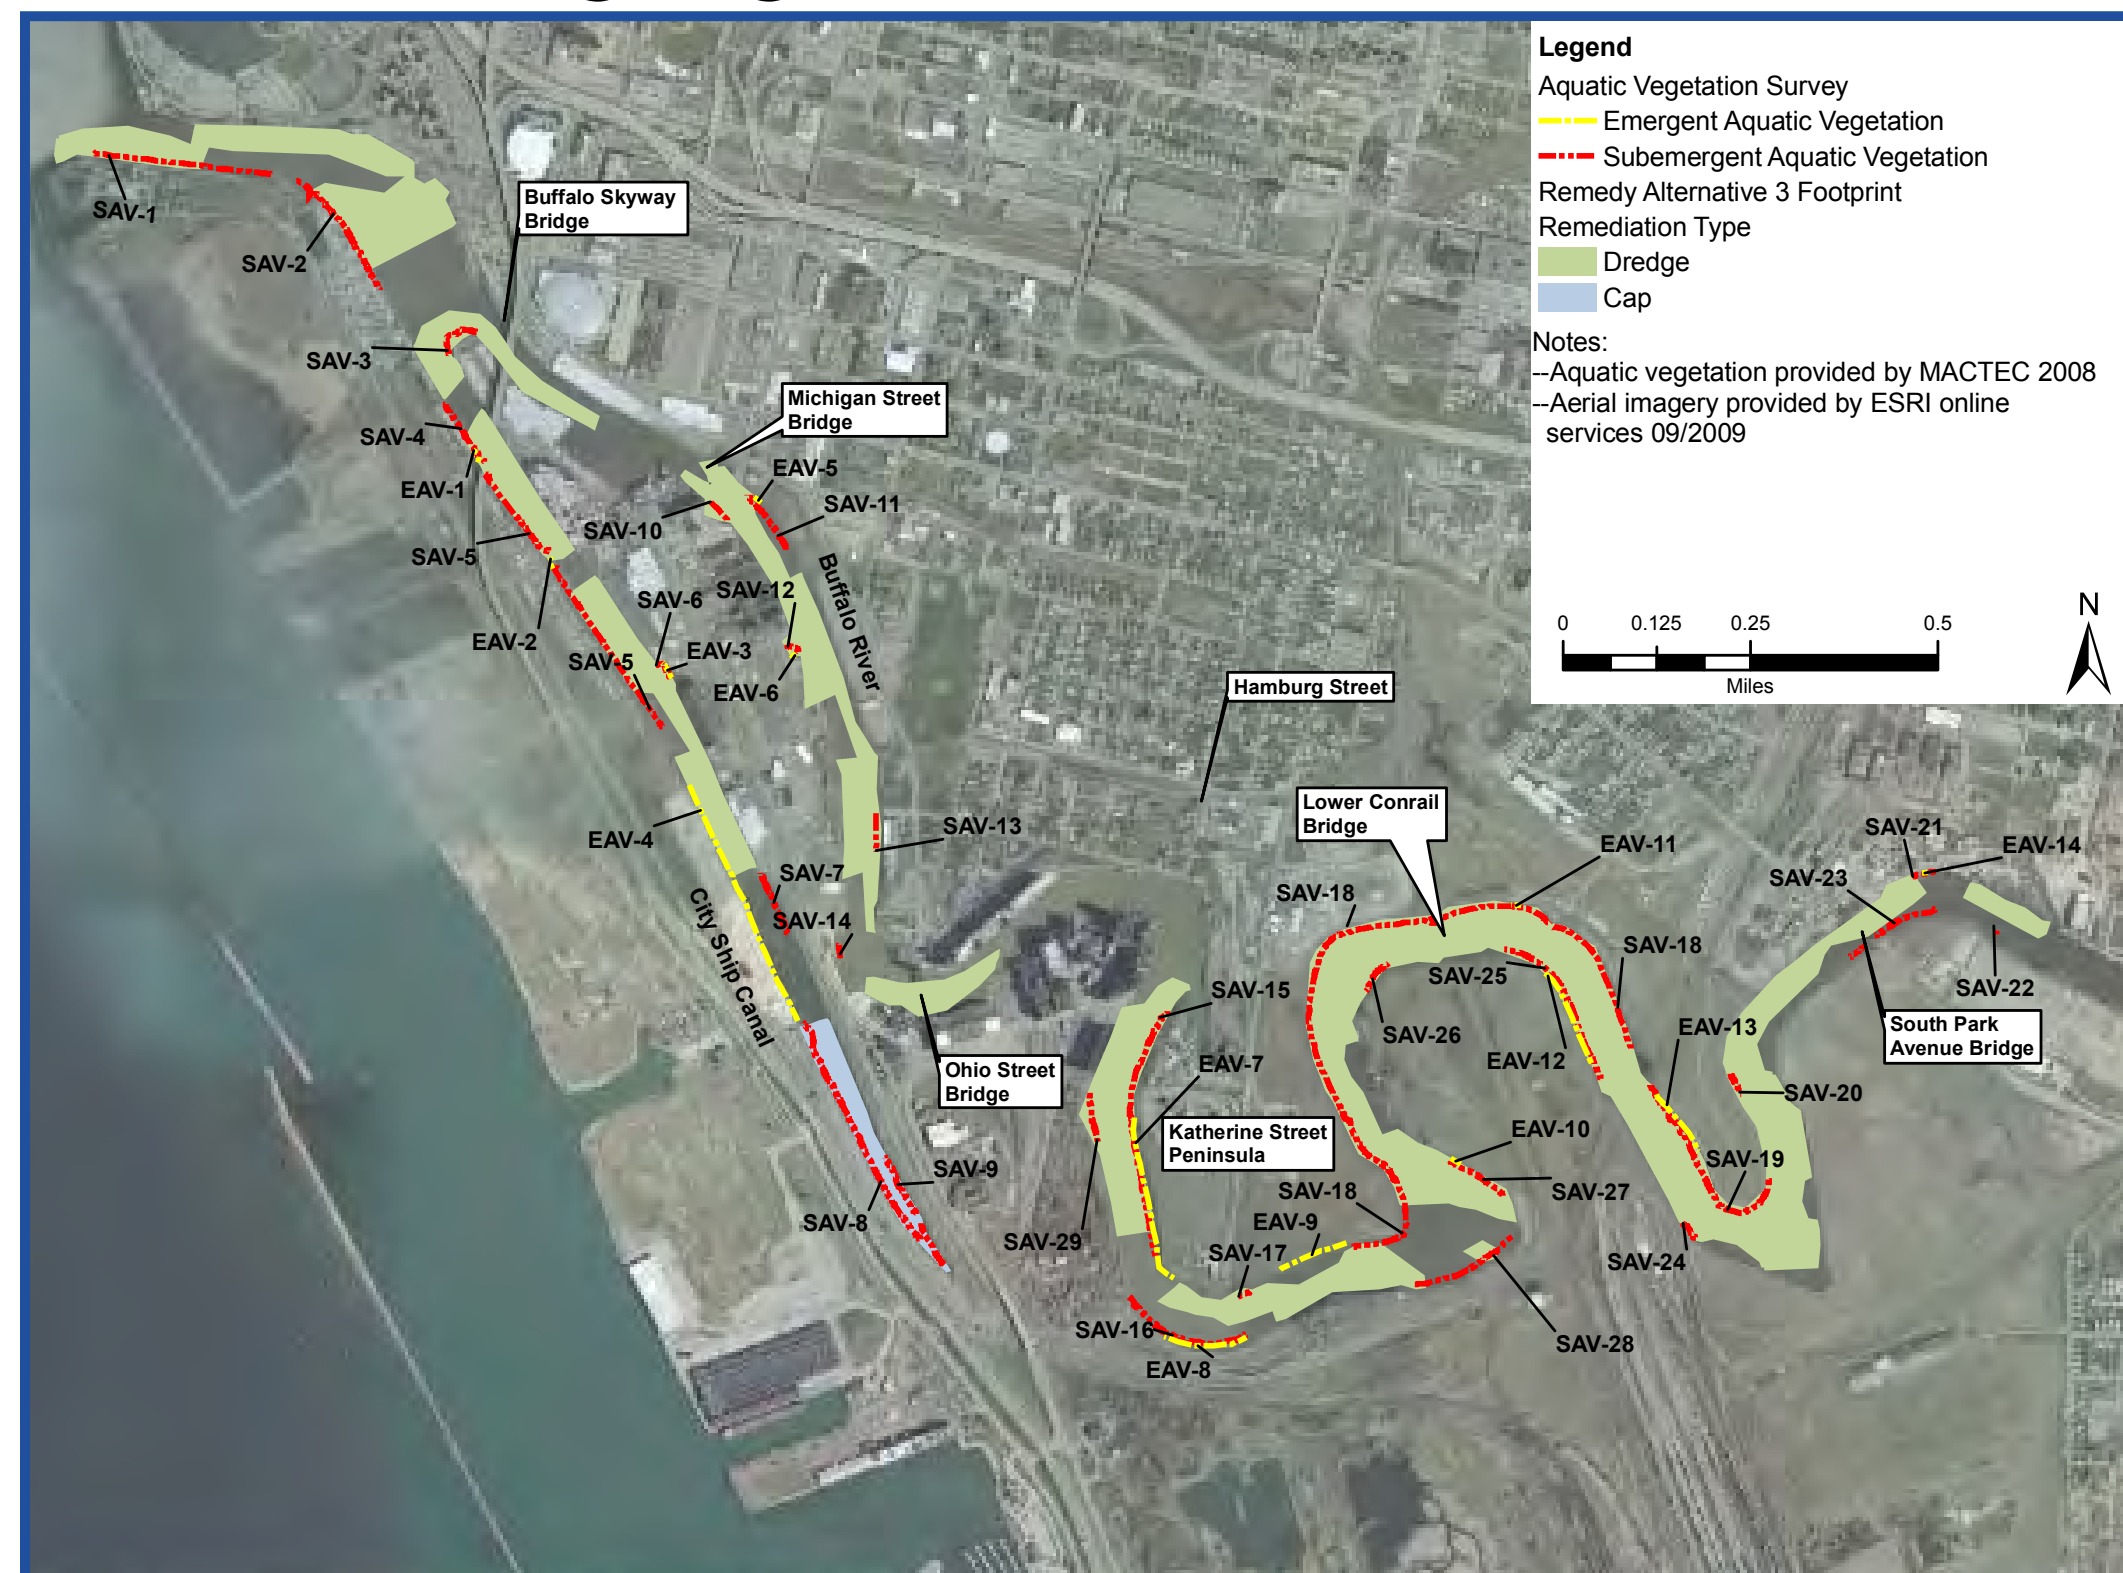 Legend
Aquatic Vegetation Survey
Emergent Aquatic Vegetation
Subemergent Aquatic Vegetation
Remedy Alternative 3 Footprint
Remediation Type
Dredge
Cap
Notes:
--Aquatic vegetation provided by MACTEC 2008
--Aerial imagery provided by ESRI online
services 09/2009
0 0.125 0.25 0.5
Miles
N
SAV-1
SAV-2
Buffalo Skyway
Bridge
SAV-3
Michigan Street
Bridge
SAV-4
EAV-1
EAV-5
SAV-11
SAV-10
SAV-5
Buffalo River
SAV-12
SAV-6
EAV-2
EAV-3
SAV-5
EAV-6
Hamburg Street
Lower Conrail
Bridge
EAV-4
SAV-13
SAV-7
SAV-14
City Ship Canal
SAV-21
EAV-14
EAV-11
SAV-23
SAV-18
SAV-18
SAV-25
SAV-22
SAV-15
SAV-26
EAV-13
South Park
Avenue Bridge
EAV-12
Ohio Street
Bridge
EAV-7
SAV-20
Katherine Street
Peninsula
EAV-10
SAV-19
SAV-9
SAV-18
SAV-27
SAV-8
EAV-9
SAV-29
SAV-17
SAV-24
SAV-16
SAV-28
EAV-8